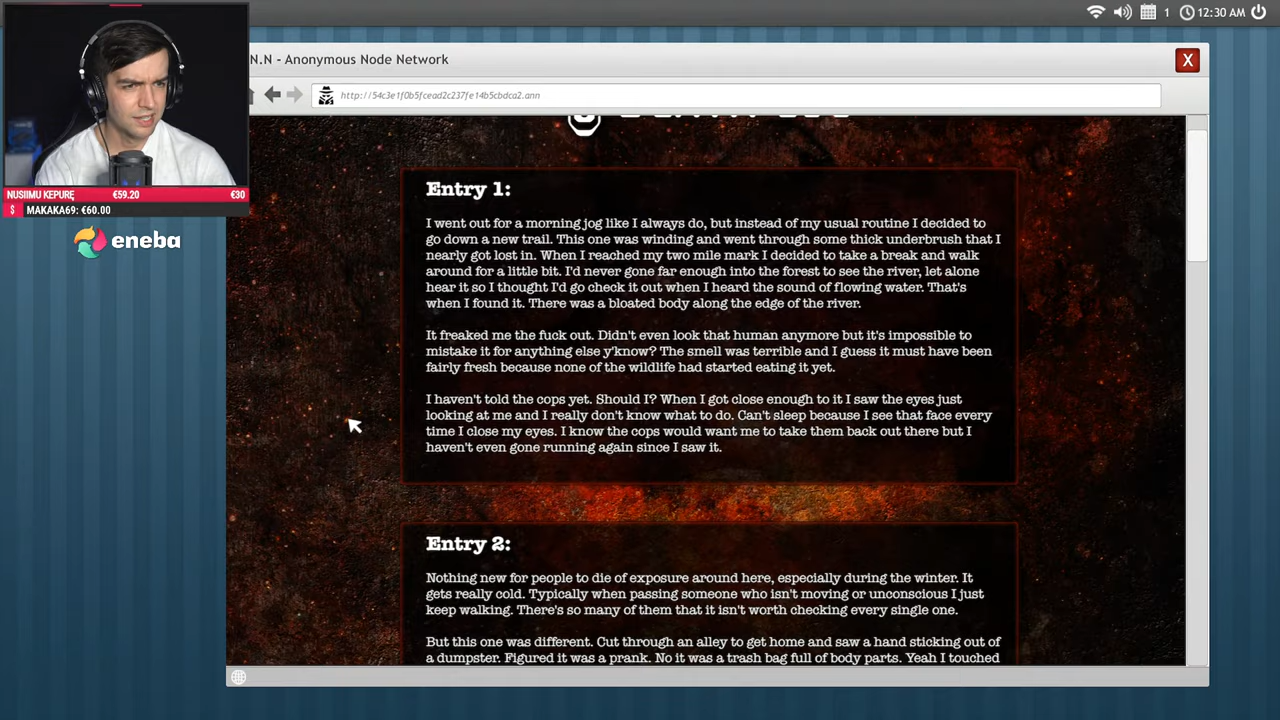 1
12:30 AM
N.N - Anonymous Node Network
X
http://54c3e1f0b5fcead2c237fe14b5cbdca2.ann
NUSIIMU KEPURĘ €59.20 €30
$ MAKAKA69: €60.00
eneba
Entry 1:
I went out for a morning jog like I always do, but instead of my usual routine I decided to
go down a new trail. This one was winding and went through some thick underbrush that I
nearly got lost in. When I reached my two mile mark I decided to take a break and walk
around for a little bit. I'd never gone far enough into the forest to see the river, let alone
hear it so I thought I'd go check it out when I heard the sound of flowing water. That's
when I found it. There was a bloated body along the edge of the river.
It freaked me the fuck out. Didn't even look that human anymore but it's impossible to
mistake it for anything else y'know? The smell was terrible and I guess it must have been
fairly fresh because none of the wildlife had started eating it yet.
I haven't told the cops yet. Should I? When I got close enough to it I saw the eyes just
looking at me and I really don't know what to do. Can't sleep because I see that face every
time I close my eyes. I know the cops would want me to take them back out there but I
haven't even gone running again since I saw it.
Entry 2:
Nothing new for people to die of exposure around here, especially during the winter. It
gets really cold. Typically when passing someone who isn't moving or unconscious I just
keep walking. There's so many of them that it isn't worth checking every single one.
But this one was different. Cut through an alley to get home and saw a hand sticking out of
a dumpster. Figured it was a prank. No it was a trash bag full of body parts. Yeah I touched